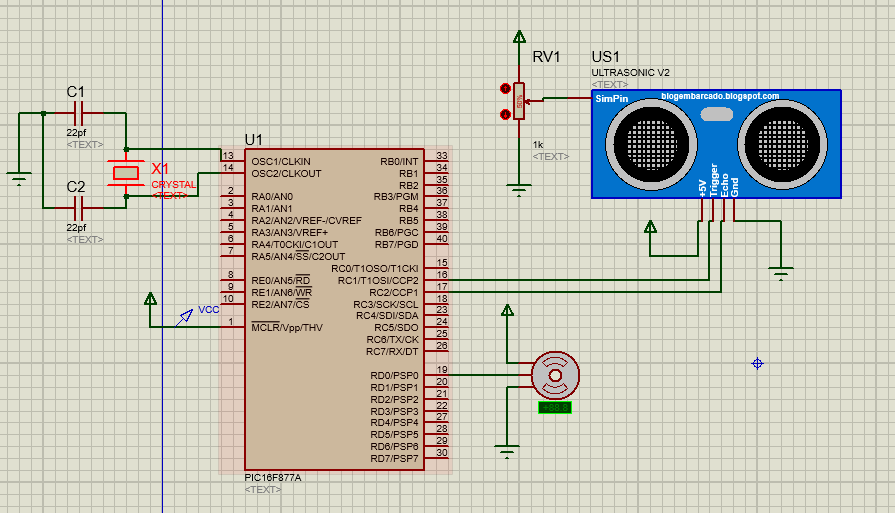 C1
22pf
<TEXT>
C2
22pf
<TEXT>
X1
CRYSTAL
<TEXT>
VCC
U1
13 OSC1/CLKIN
14 OSC2/CLKOUT
2 RA0/AN0
3 RA1/AN1
4 RA2/AN2/VREF-/CVREF
5 RA3/AN3/VREF+
6 RA4/T0CKI/C1OUT
7 RA5/AN4/SS/C2OUT
8 RE0/AN5/RD
9 RE1/AN6/WR
10 RE2/AN7/CS
1 MCLR/Vpp/THV
RB0/INT 33
RB1 34
RB2 35
RB3/PGM 36
RB4 37
RB5 38
RB6/PGC 39
RB7/PGD 40
RC0/T1OSO/T1CKI 15
RC1/T1OSI/CCP2 16
RC2/CCP1 17
RC3/SCK/SCL 18
RC4/SDI/SDA 23
RC5/SDO 24
RC6/TX/CK 25
RC7/RX/DT 26
RD0/PSP0 19
RD1/PSP1 20
RD2/PSP2 21
RD3/PSP3 22
RD4/PSP4 27
RD5/PSP5 28
RD6/PSP6 29
RD7/PSP7 30
PIC16F877A
<TEXT>
RV1
50%
1k
<TEXT>
US1
ULTRASONIC V2
<TEXT>
SimPin
blogembarcado.blogspot.com
+5V
Trigger
Echo
Gnd